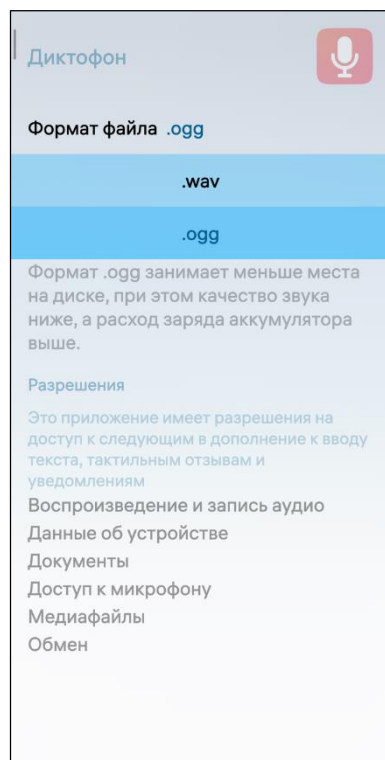 Диктофон
Формат файла .ogg
.wav
.ogg
Формат .ogg занимает меньше места
на диске, при этом качество звука
ниже, а расход заряда аккумулятора
выше.
Разрешения
Это приложение имеет разрешения на
доступ к следующим в дополнение к вводу
текста, тактильным отзывам и
уведомлениям
Воспроизведение и запись аудио
Данные об устройстве
Документы
Доступ к микрофону
Медиафайлы
Обмен